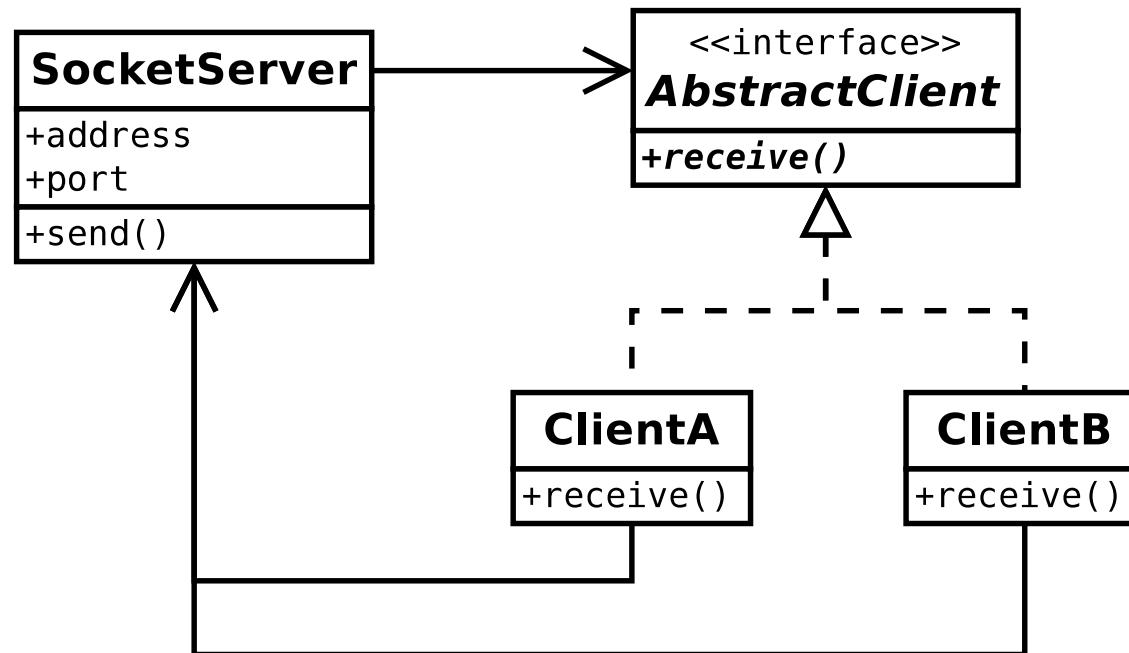 SocketServer
+address
+port
+send()
<<interface>>
AbstractClient
+receive()
ClientA
+receive()
ClientB
+receive()